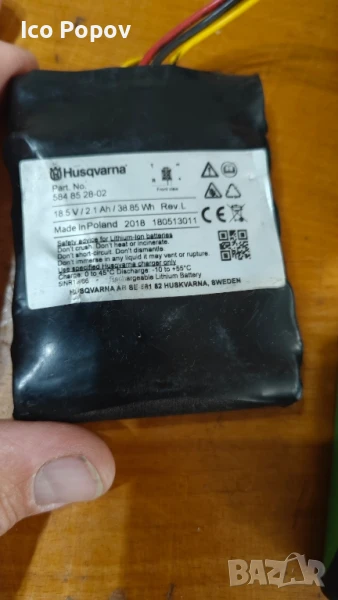 Ico Popov
Husqvarna
Part. No.
584 85 28-02
18.5 V / 2.1 Ah / 38.85 Wh Rev. L
Made in Poland 2018 180513011
Safety advice for Lithium-Ion batteries
Don't crush. Don't heat or incinerate.
Don't short-circuit. Don't dismantle.
Don't immerse in any liquid it may vent or rupture.
Use specified Husqvarna charger only
Charge: 0 to 45°C Discharge: -10 to +55°C
Rechargeable Lithium Battery
HUSQVARNA AB SE 561 82 HUSKVARNA, SWEDEN
BAZAR
Ico Popov